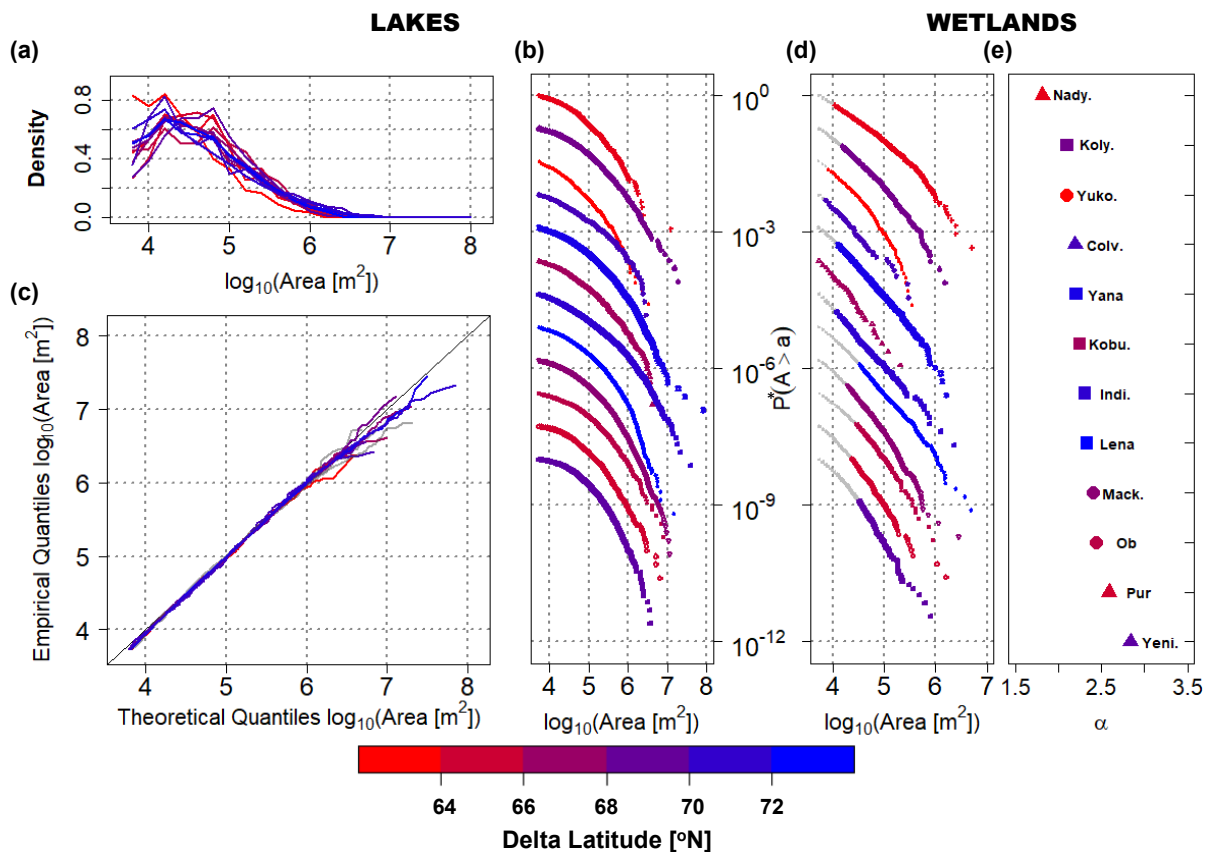 LAKES
WETLANDS
(a)
(b)
(d)
(e)
Density
0.0 0.4 0.8
4 5 6 7 8
log10(Area [m2])
(c)
Empirical Quantiles log10(Area [m2])
8
7
6
5
4
4 5 6 7 8
Theoretical Quantiles log10(Area [m2])
4 5 6 7 8
log10(Area [m2])
P*(A > a)
10^0
10^-3
10^-6
10^-9
10^-12
4 5 6 7
log10(Area [m2])
Nady.
Koly.
Yuko.
Colv.
Yana
Kobu.
Indi.
Lena
Mack.
Ob
Pur
Yeni.
1.5 2.5 3.5
α
64 66 68 70 72
Delta Latitude [oN]